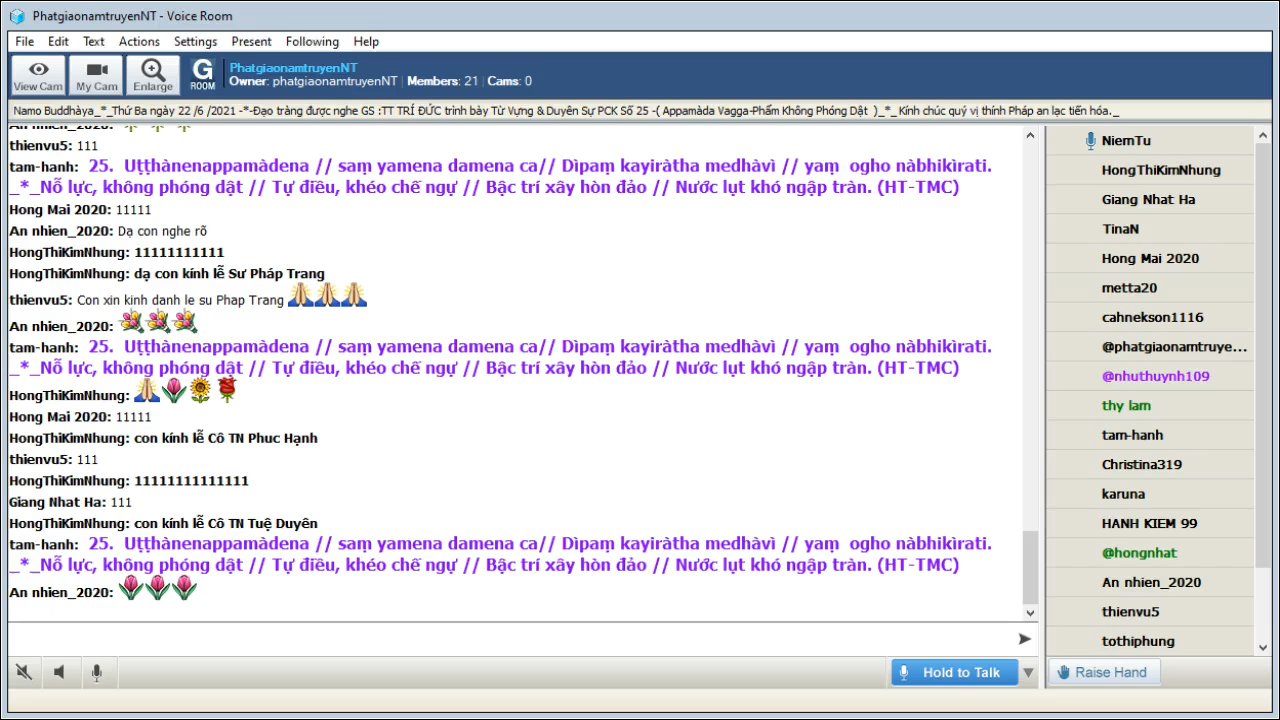 PhatgiaonamtruyenNT - Voice Room
File Edit Text Actions Settings Present Following Help
View Cam
My Cam
Enlarge
G ROOM
PhatgiaonamtruyenNT
Owner: phatgiaonamtruyenNT | Members: 21 | Cams: 0
Namo Buddhàya_*_Thứ Ba ngày 22 /6 /2021 -*-Đạo tràng được nghe GS :TT TRÍ ĐỨC trình bày Từ Vựng & Duyên Sự PCK Số 25 -( Appamàda Vagga-Phẩm Không Phóng Dật )_*_Kính chúc quý vị thính Pháp an lạc tiến hóa._
An nhien_2020:
thienvu5: 111
tam-hanh: 25. Uṭṭhànenappamàdena // saṃ yamena damena ca// Dìpaṃ kayiràtha medhàvì // yaṃ ogho nàbhikìrati.
_*_Nỗ lực, không phóng dật // Tự điều, khéo chế ngự // Bậc trí xây hòn đảo // Nước lụt khó ngập tràn. (HT-TMC)
Hong Mai 2020: 11111
An nhien_2020: Dạ con nghe rõ
HongThiKimNhung: 11111111111
HongThiKimNhung: dạ con kính lễ Sư Pháp Trang
thienvu5: Con xin kinh danh le su Phap Trang
An nhien_2020:
tam-hanh: 25. Uṭṭhànenappamàdena // saṃ yamena damena ca// Dìpaṃ kayiràtha medhàvì // yaṃ ogho nàbhikìrati.
_*_Nỗ lực, không phóng dật // Tự điều, khéo chế ngự // Bậc trí xây hòn đảo // Nước lụt khó ngập tràn. (HT-TMC)
HongThiKimNhung:
Hong Mai 2020: 11111
HongThiKimNhung: con kính lễ Cô TN Phuc Hạnh
thienvu5: 111
HongThiKimNhung: 11111111111111
Giang Nhat Ha: 111
HongThiKimNhung: con kính lễ Cô TN Tuệ Duyên
tam-hanh: 25. Uṭṭhànenappamàdena // saṃ yamena damena ca// Dìpaṃ kayiràtha medhàvì // yaṃ ogho nàbhikìrati.
_*_Nỗ lực, không phóng dật // Tự điều, khéo chế ngự // Bậc trí xây hòn đảo // Nước lụt khó ngập tràn. (HT-TMC)
An nhien_2020:
NiemTu
HongThiKimNhung
Giang Nhat Ha
TinaN
Hong Mai 2020
metta20
cahnekson1116
@phatgiaonamtruye...
@nhuthuynh109
thy lam
tam-hanh
Christina319
karuna
HANH KIEM 99
@hongnhat
An nhien_2020
thienvu5
tothiphung
Hold to Talk
Raise Hand